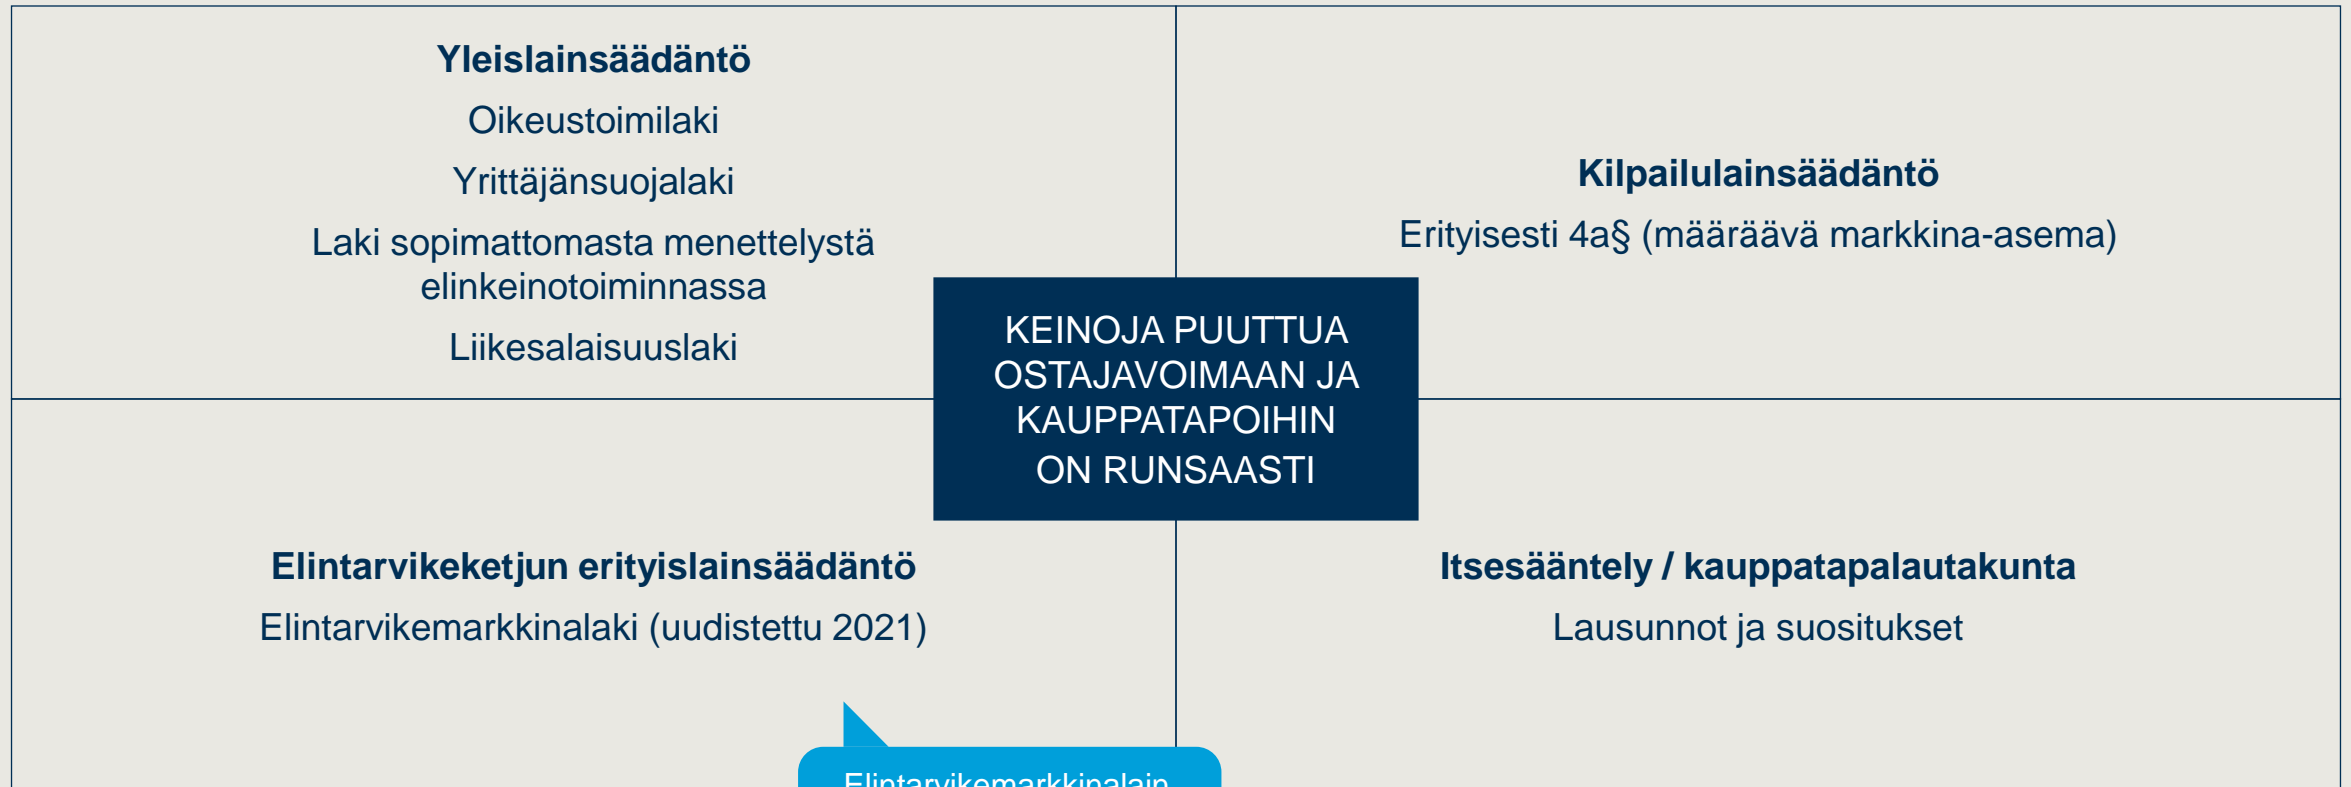 Yleislainsäädäntö
Oikeustoimilaki
Yrittäjänsuojalaki
Laki sopimattomasta menettelystä
elinkeinotoiminnassa
Liikesalaisuuslaki
Kilpailulainsäädäntö
Erityisesti 4a§ (määräävä markkina-asema)
KEINOJA PUUTTUA
OSTAJAVOIMAAN JA
KAUPPATAPOIHIN
ON RUNSAASTI
Elintarvikeketjun erityislainsäädäntö
Elintarvikemarkkinalaki (uudistettu 2021)
Itsesääntely / kauppatapalautakunta
Lausunnot ja suositukset
Elintarvikemarkkinalain